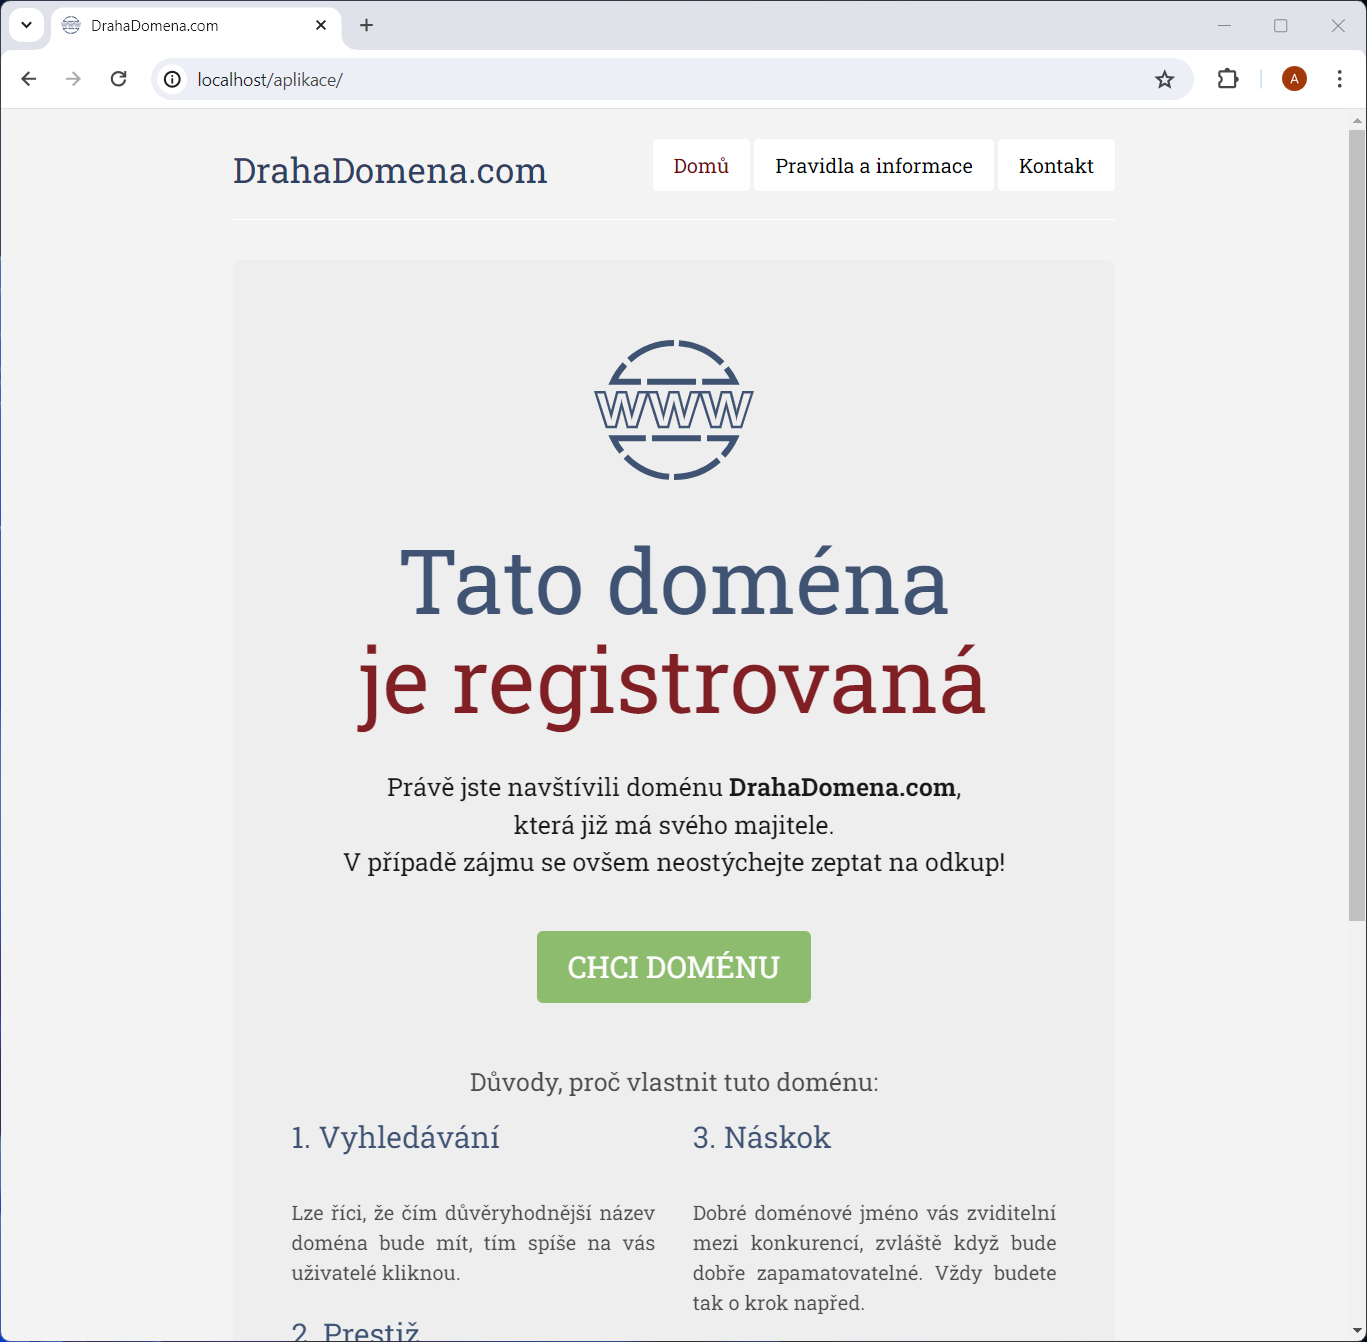 DrahaDomena.com
localhost/aplikace/
A
DrahaDomena.com
Domů
Pravidla a informace
Kontakt
WWW
Tato doména
je registrovaná
Právě jste navštívili doménu DrahaDomena.com,
která již má svého majitele.
V případě zájmu se ovšem neostýchejte zeptat na odkup!
CHCI DOMÉNU
Důvody, proč vlastnit tuto doménu:
1. Vyhledávání
Lze říci, že čím důvěryhodnější název
doména bude mít, tím spíše na vás
uživatelé kliknou.
2. Prestiž
3. Náskok
Dobré doménové jméno vás zviditelní
mezi konkurencí, zvláště když bude
dobře zapamatovatelné. Vždy budete
tak o krok napřed.